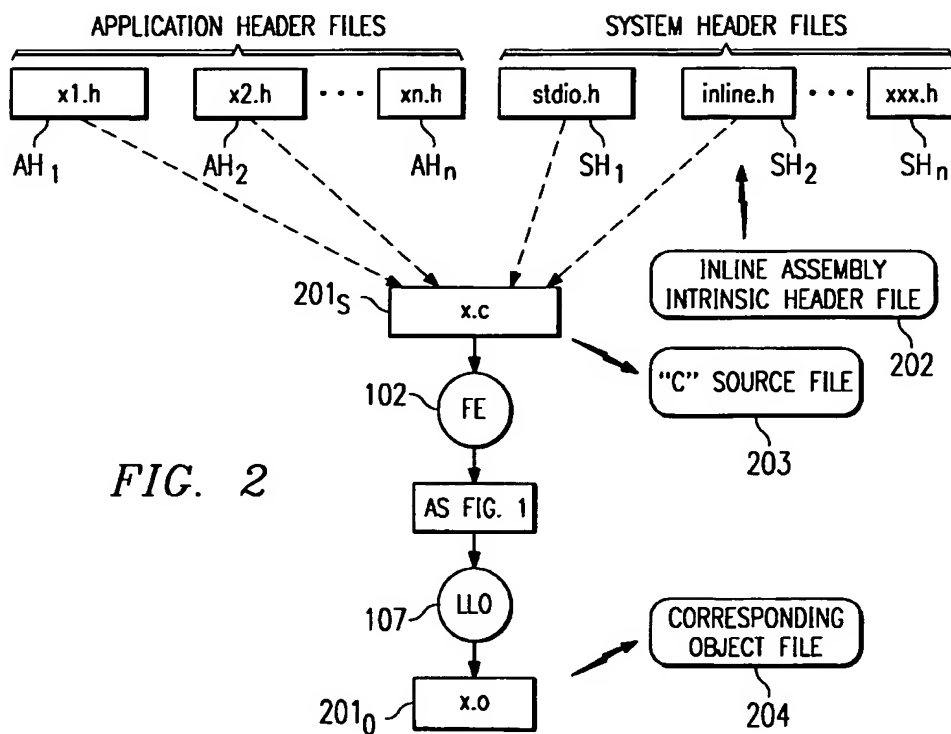 APPLICATION HEADER FILES
SYSTEM HEADER FILES
x1.h
x2.h
• • •
xn.h
stdio.h
inline.h
• • •
xxx.h
AH1
AH2
AHn
SH1
SH2
SHn
INLINE ASSEMBLY
INTRINSIC HEADER FILE
202
201S
x.c
"C" SOURCE FILE
203
102
FE
FIG. 2
AS FIG. 1
107
LLO
CORRESPONDING
OBJECT FILE
204
201O
x.o